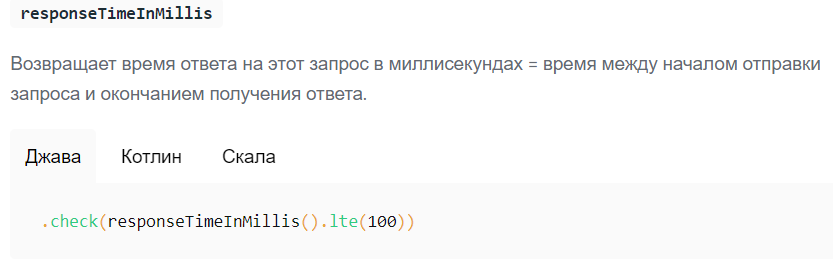 responseTimeInMillis
Возвращает время ответа на этот запрос в миллисекундах = время между началом отправки
запроса и окончанием получения ответа.
Джава Котлин Скала
.check(responseTimeInMillis().lte(100))